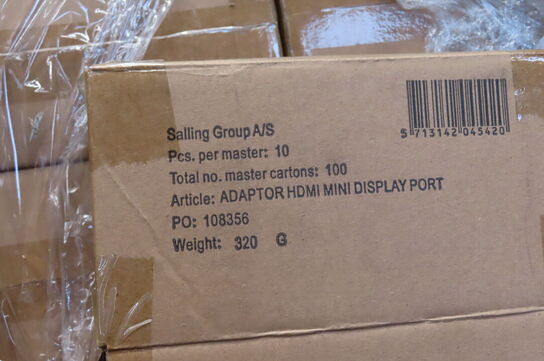 Salling Group A/S
Pcs. per master: 10
Total no. master cartons: 100
Article: ADAPTOR HDMI MINI DISPLAY PORT
PO: 108356
Weight: 320 G
5 713142 045420